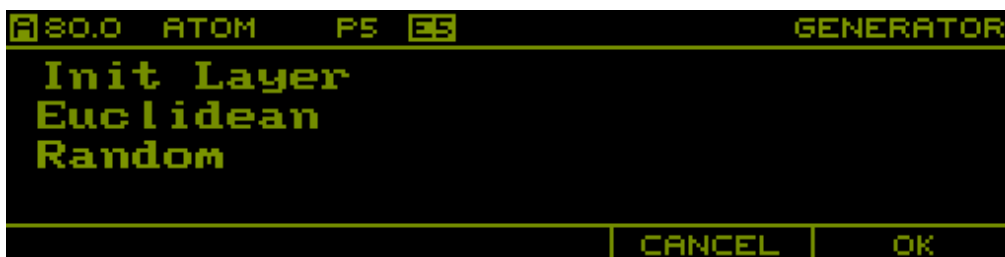 A 80.0 ATOM P5 E5 GENERATOR
Init Layer
Euclidean
Random
CANCEL OK